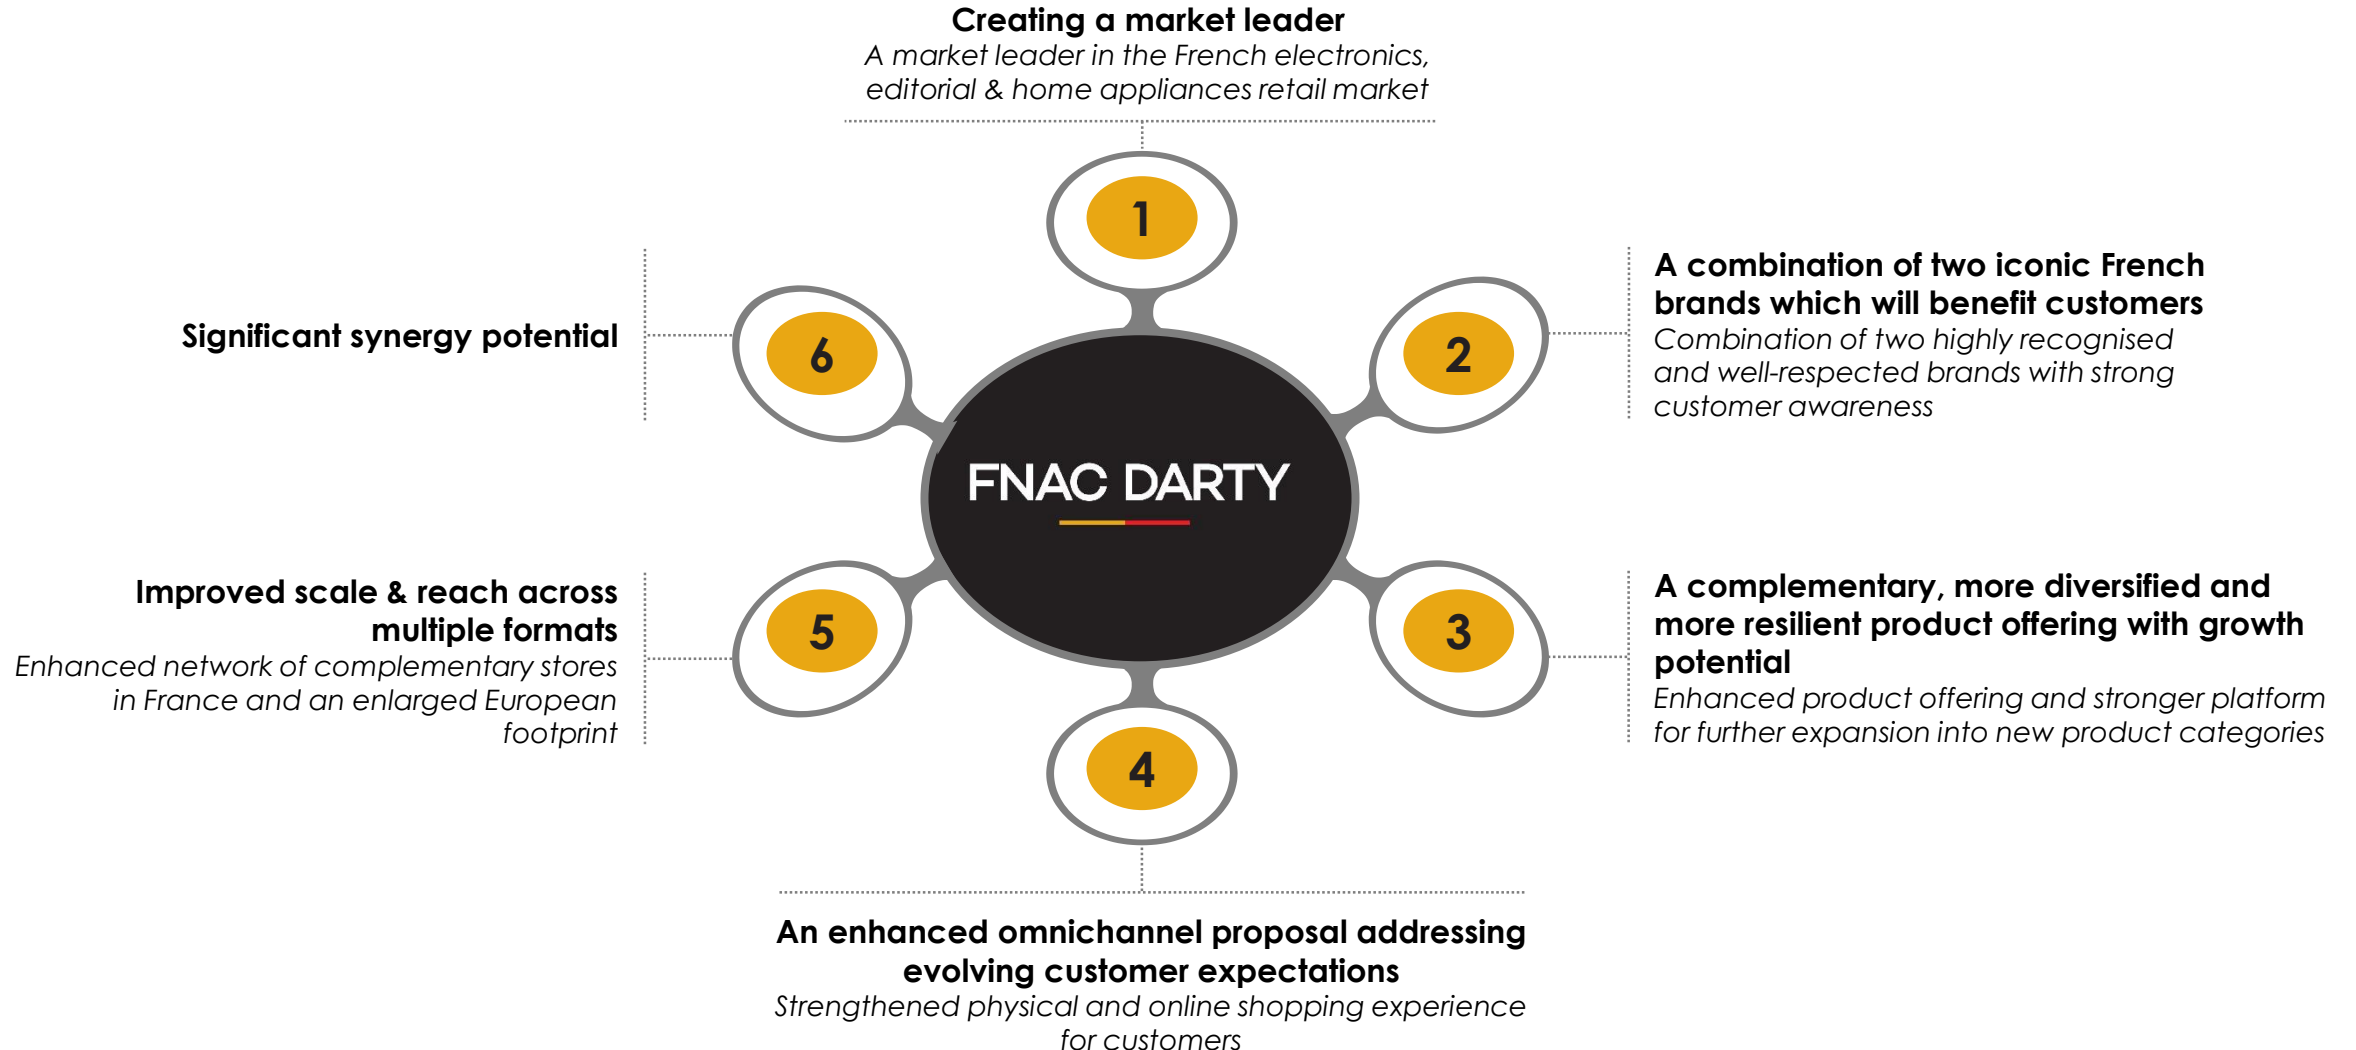 Creating a market leader
A market leader in the French electronics,
editorial & home appliances retail market
1
A combination of two iconic French
brands which will benefit customers
Combination of two highly recognised
and well-respected brands with strong
customer awareness
2
A complementary, more diversified and
more resilient product offering with growth
potential
Enhanced product offering and stronger platform
for further expansion into new product categories
3
4
An enhanced omnichannel proposal addressing
evolving customer expectations
Strengthened physical and online shopping experience
for customers
5
Improved scale & reach across
multiple formats
Enhanced network of complementary stores
in France and an enlarged European
footprint
6
Significant synergy potential
FNAC DARTY